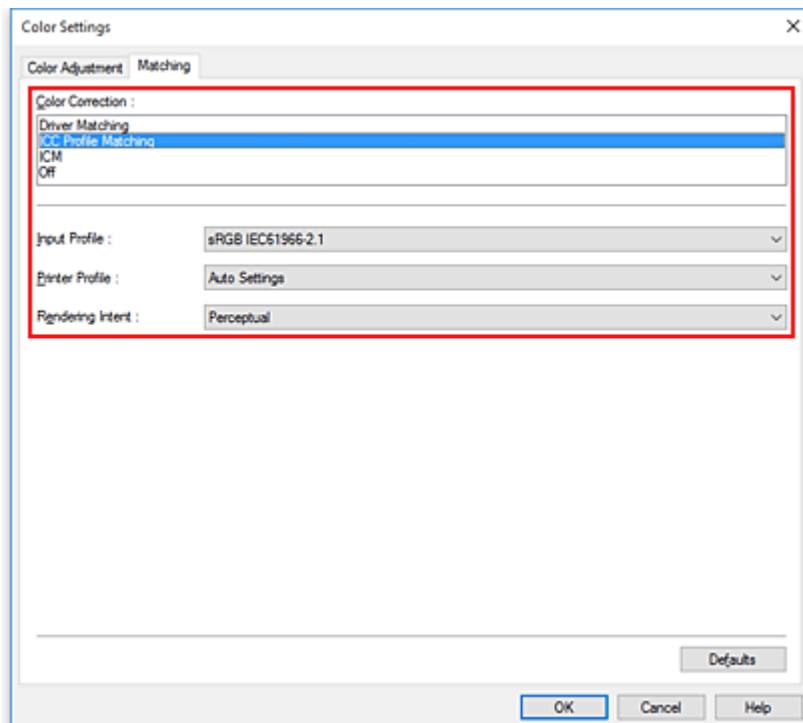 Color Settings
Color Adjustment Matching
Color Correction :
Driver Matching
ICC Profile Matching
ICM
Off
Input Profile : sRGB IEC61966-2.1
Printer Profile : Auto Settings
Rendering Intent : Perceptual
Defaults
OK Cancel Help